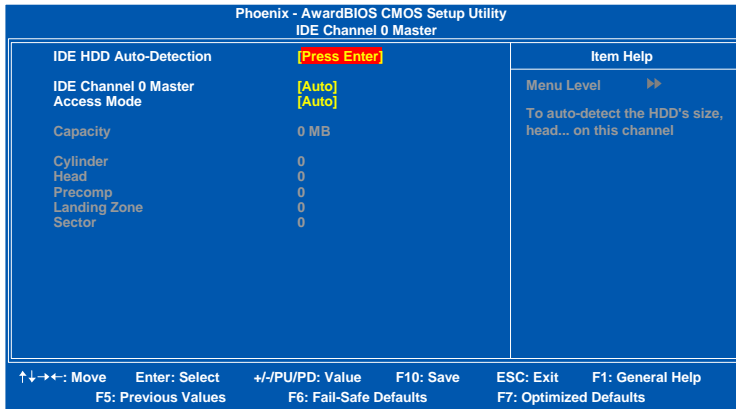 Phoenix - AwardBIOS CMOS Setup Utility
IDE Channel 0 Master
IDE HDD Auto-Detection [Press Enter]
IDE Channel 0 Master [Auto]
Access Mode [Auto]
Capacity 0 MB
Cylinder 0
Head 0
Precomp 0
Landing Zone 0
Sector 0
Item Help
Menu Level
To auto-detect the HDD's size,
head... on this channel
↑↓→←: Move Enter: Select +/-/PU/PD: Value F10: Save ESC: Exit F1: General Help
F5: Previous Values F6: Fail-Safe Defaults F7: Optimized Defaults